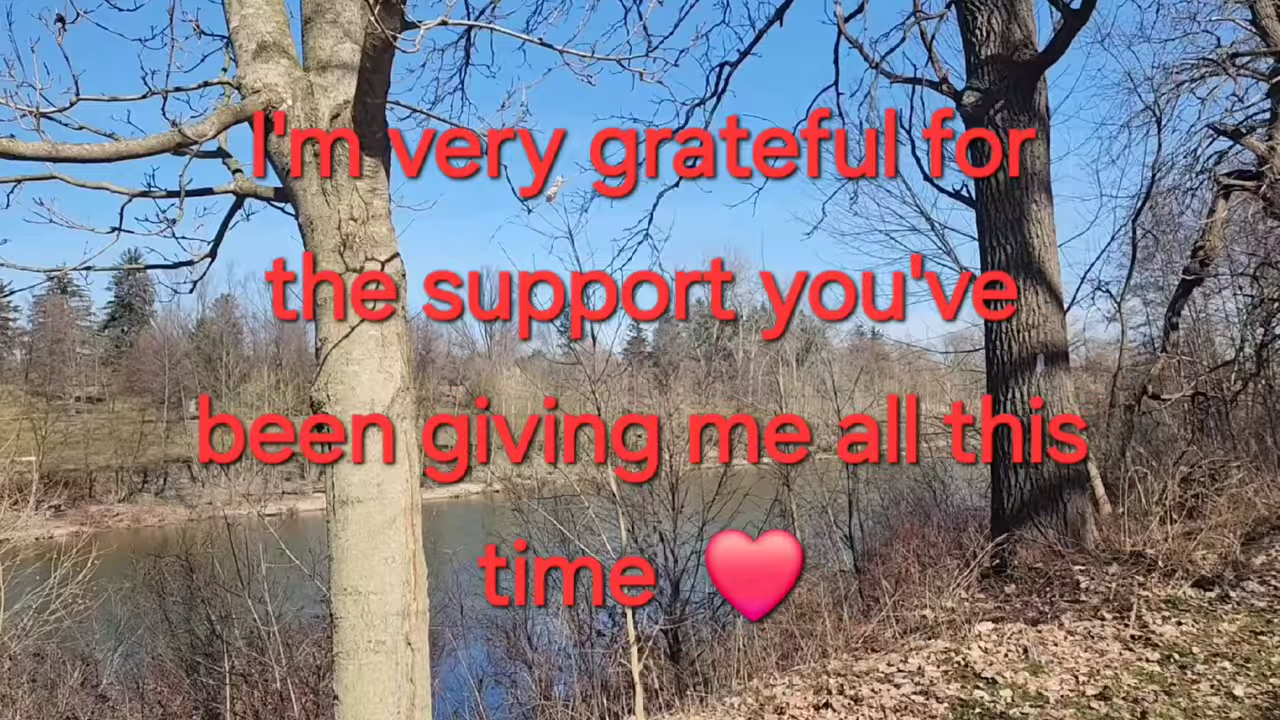 I'm very grateful for
the support you've
been giving me all this
time ❤️